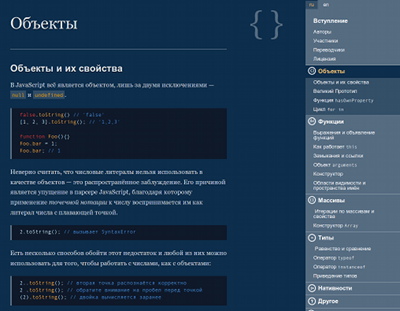 Объекты
{}
Объекты и их свойства
В JavaScript всё является объектом, лишь за двумя исключениями —
null и undefined.
false.toString() // 'false'
[1, 2, 3].toString(); // '1,2,3'
function Foo(){}
Foo.bar = 1;
Foo.bar; // 1
Неверно считать, что числовые литералы нельзя использовать в
качестве объектов — это распространённое заблуждение. Его причиной
является упущение в парсере JavaScript, благодаря которому
применение точечной нотации к числу воспринимается им как
литерал числа с плавающей точкой.
2.toString(); // вызывает SyntaxError
Есть несколько способов обойти этот недостаток и любой из них можно
использовать для того, чтобы работать с числами, как с объектами:
2..toString(); // вторая точка распознаётся корректно
2 .toString(); // обратите внимание на пробел перед точкой
(2).toString(); // двойка вычисляется заранее
ru en
Вступление
Авторы
Участники
Переводчики
Лицензия
Объекты
Объекты и их свойства
Великий Прототип
Функция hasOwnProperty
Цикл for in
Функции
Выражения и объявление
функций
Как работает this
Замыкания и ссылки
Объект arguments
Конструктор
Области видимости и
пространства имён
Массивы
Итерации по массивам и
свойства
Конструктор Array
Типы
Равенство и сравнение
Оператор typeof
Оператор instanceof
Приведение типов
Нативности
Другое